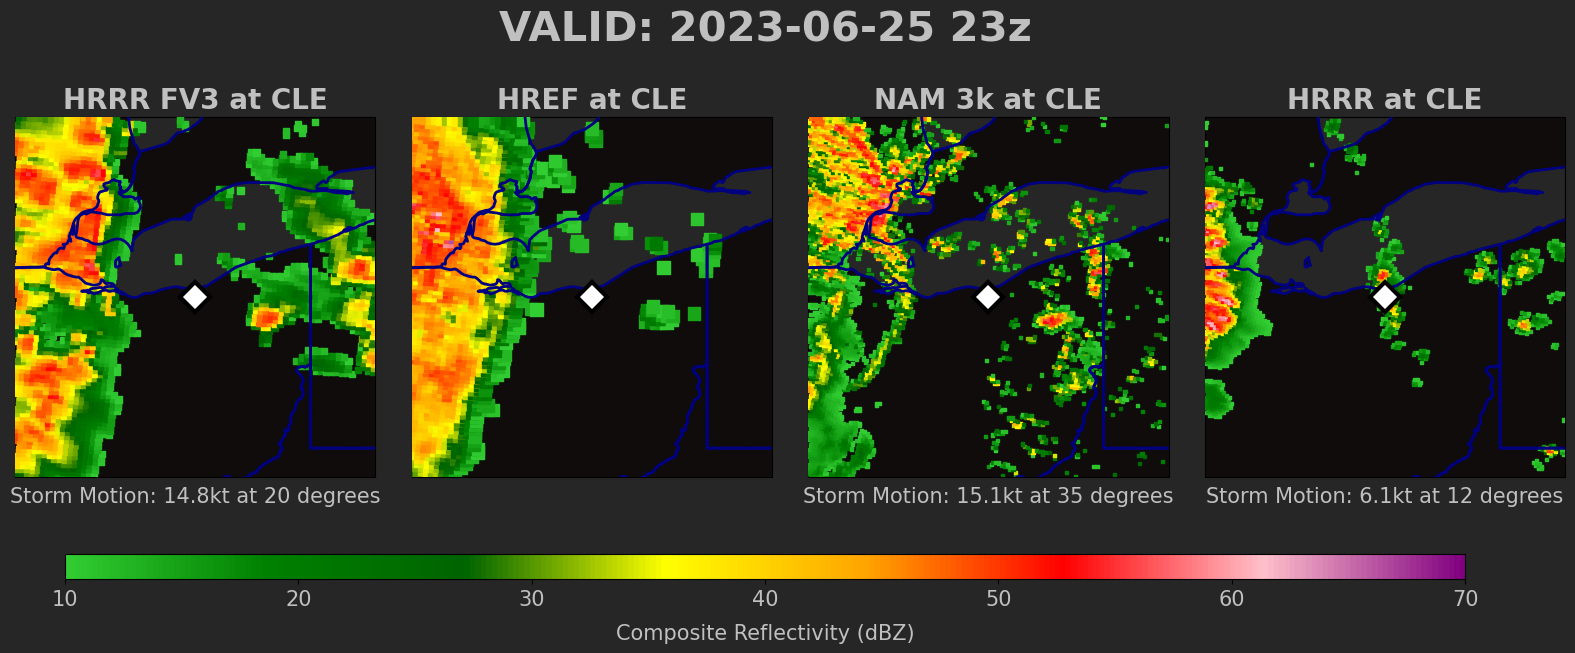 VALID: 2023-06-25 23z
HRRR FV3 at CLE
HREF at CLE
NAM 3k at CLE
HRRR at CLE
Storm Motion: 14.8kt at 20 degrees
Storm Motion: 15.1kt at 35 degrees
Storm Motion: 6.1kt at 12 degrees
10 20 30 40 50 60 70
Composite Reflectivity (dBZ)